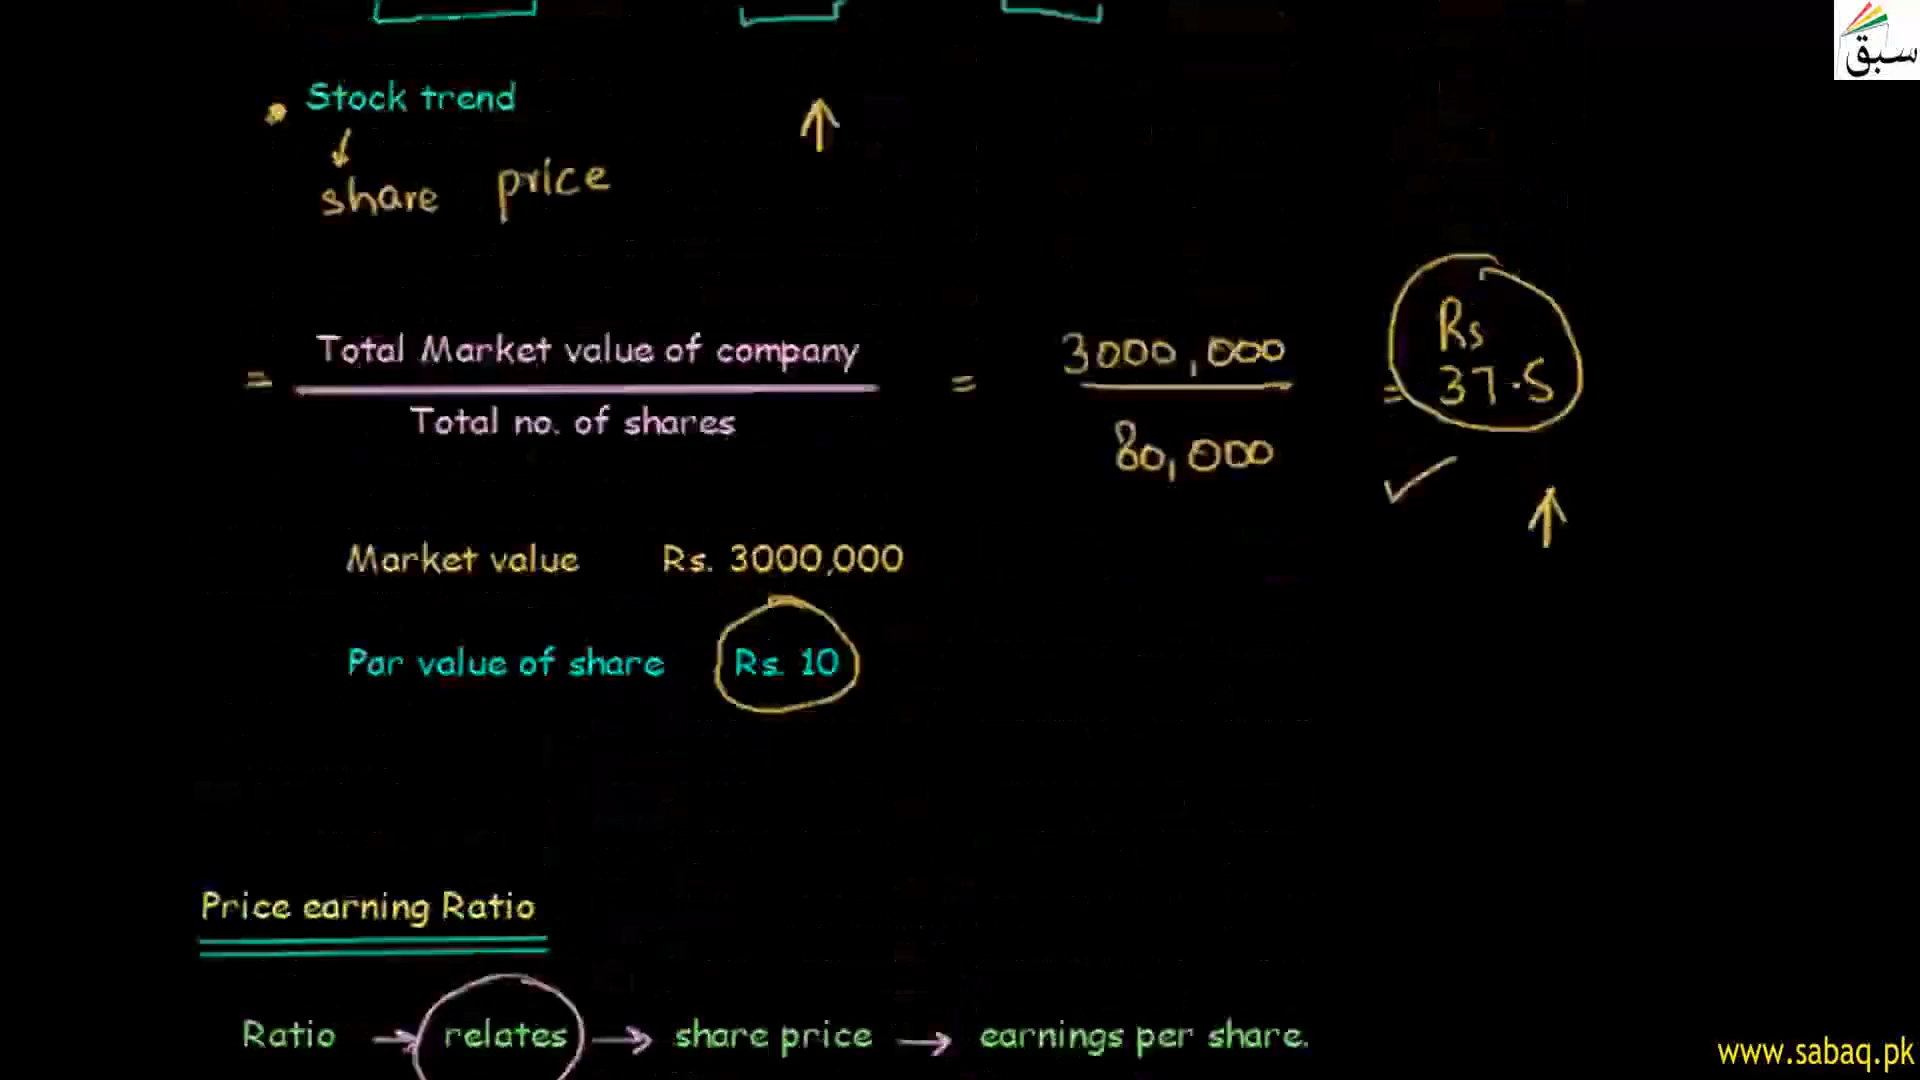 سبق
Stock trend
share price
= Total Market value of company = 3000,000 = Rs 37.5
Total no. of shares 80,000
Market value Rs. 3000,000
Par value of share Rs. 10
Price earning Ratio
Ratio → relates → share price → earnings per share.
www.sabaq.pk